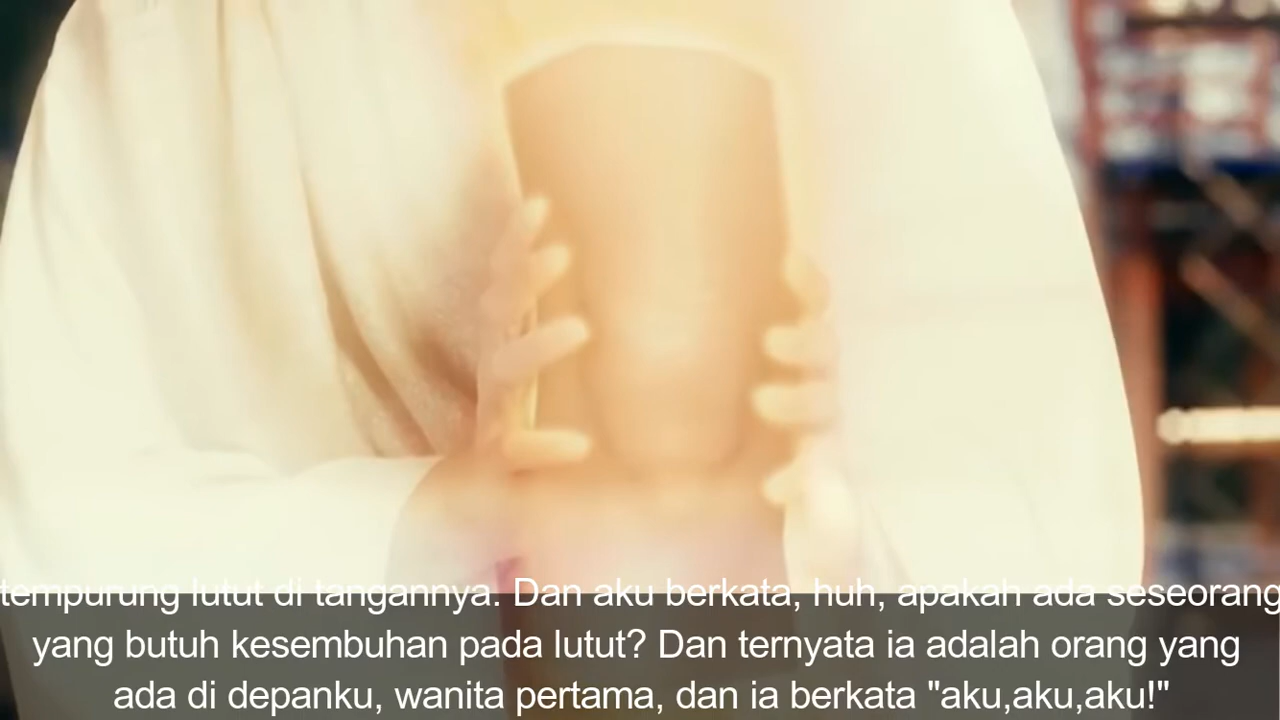 tempurung lutut di tangannya. Dan aku berkata, huh, apakah ada seseorang
yang butuh kesembuhan pada lutut? Dan ternyata ia adalah orang yang
ada di depanku, wanita pertama, dan ia berkata "aku,aku,aku!"